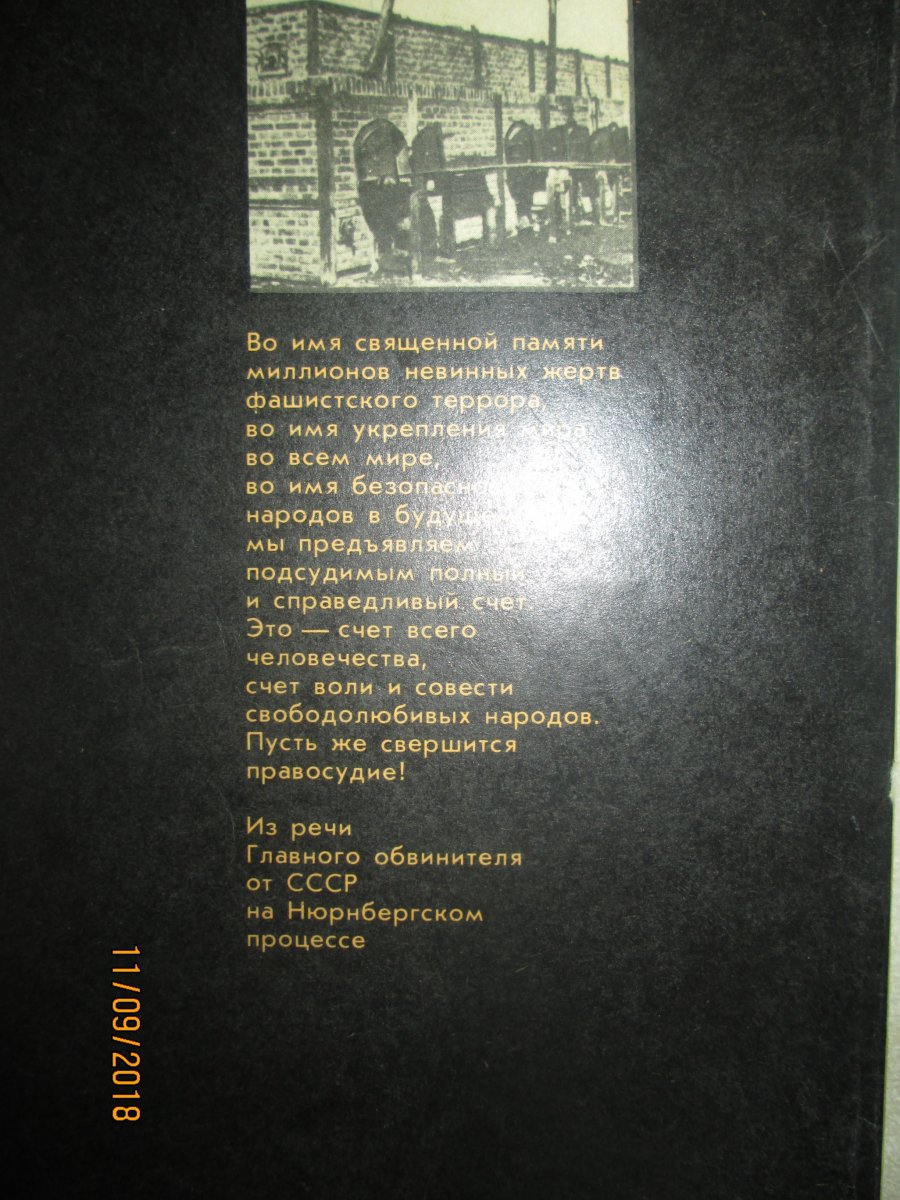 Во имя священной памяти
миллионов невинных жертв
фашистского террора,
во имя укрепления мира
во всем мире,
во имя
народов в
мы предъявляем
подсудимым полный
и справедливый счет.
Это — счет всего
человечества,
счет воли и совести
свободолюбивых народов.
Пусть же свершится
правосудие!
Из речи
Главного обвинителя
от СССР
на Нюрнбергском
процессе
11/09/2018